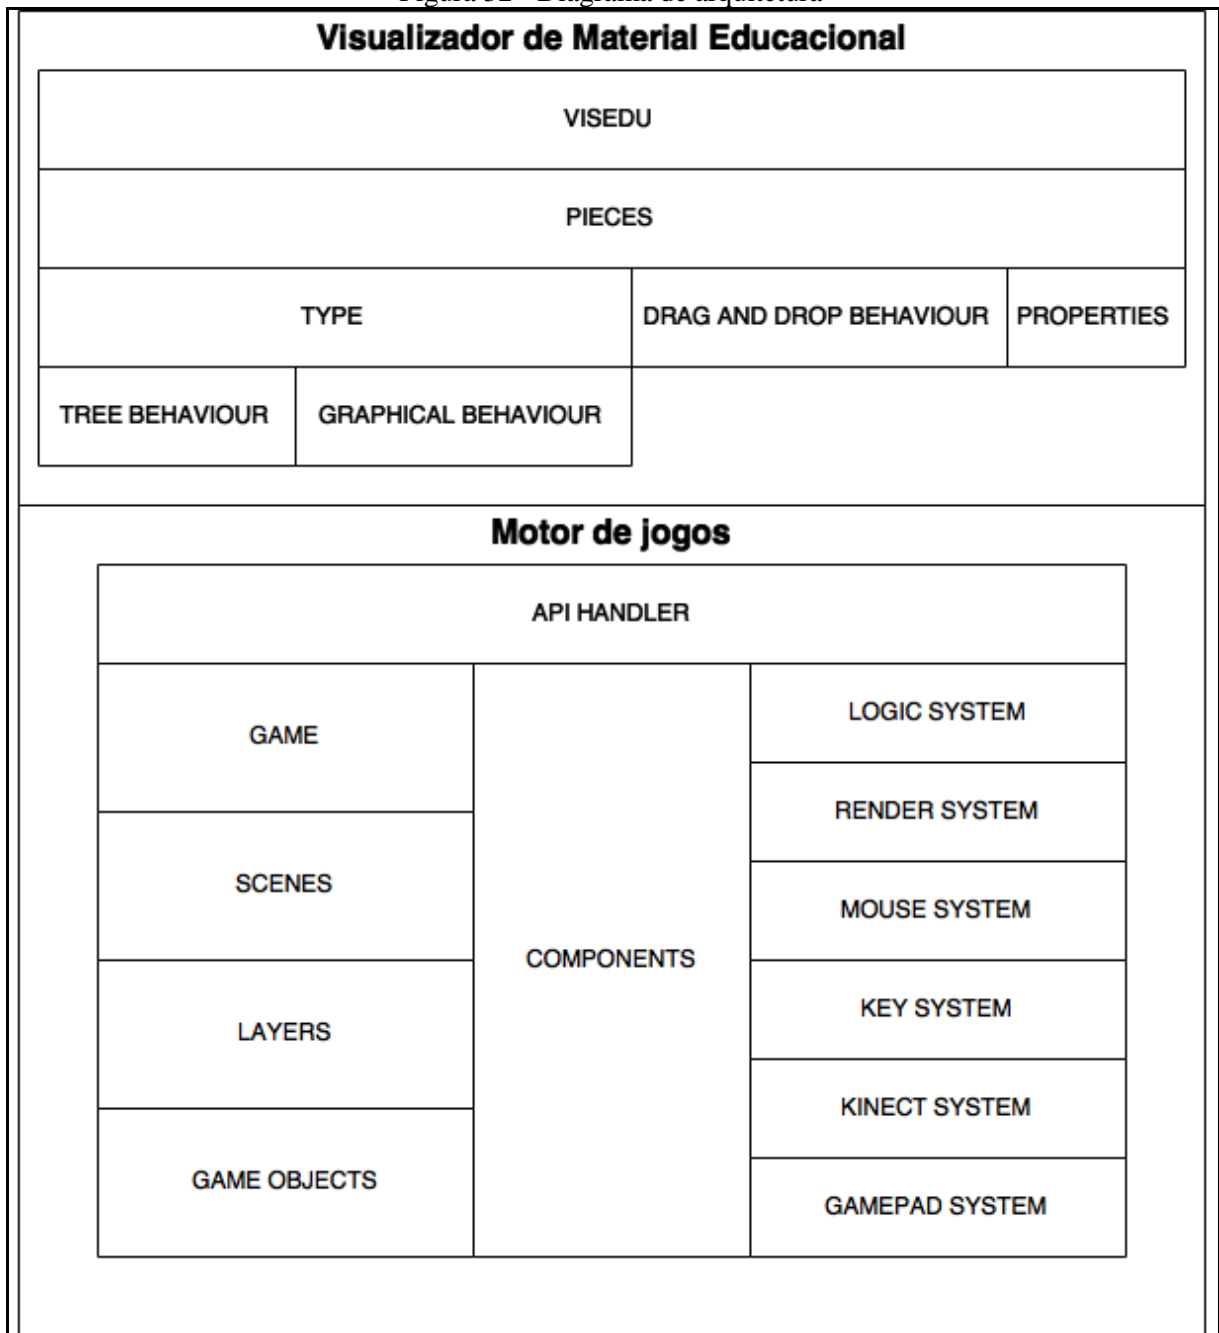 Visualizador de Material Educacional
VISEDU
PIECES
TYPE
DRAG AND DROP BEHAVIOUR
PROPERTIES
TREE BEHAVIOUR
GRAPHICAL BEHAVIOUR
Motor de jogos
API HANDLER
GAME
SCENES
LAYERS
GAME OBJECTS
COMPONENTS
LOGIC SYSTEM
RENDER SYSTEM
MOUSE SYSTEM
KEY SYSTEM
KINECT SYSTEM
GAMEPAD SYSTEM